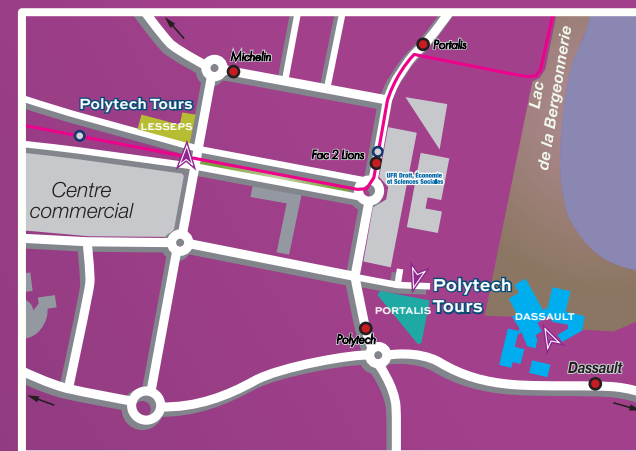 Portalis
Michelin
Lac
de la Bergeonnerie
Polytech Tours
LESSEPS
Fac 2 Lions
UFR Droit, Économie
et Sciences Sociales
Centre
commercial
Polytech
Tours
PORTALIS
DASSAULT
Polytech
Dassault